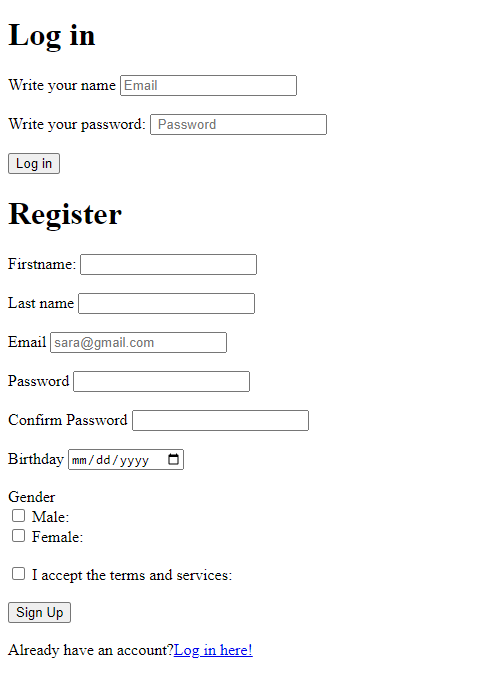 Log in
Write your name Email
Write your password: Password
Log in
Register
Firstname:
Last name
Email sara@gmail.com
Password
Confirm Password
Birthday mm/dd/yyyy
Gender
Male:
Female:
I accept the terms and services:
Sign Up
Already have an account?Log in here!